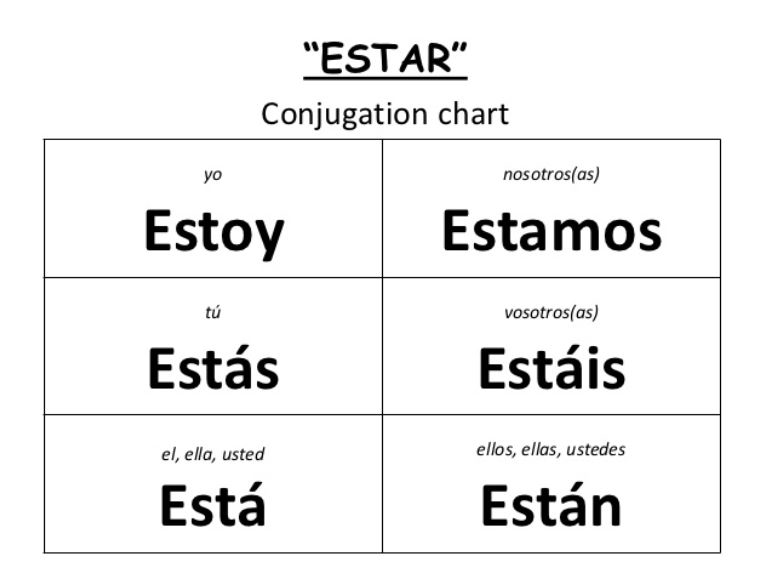 “ESTAR”
Conjugation chart
yo
Estoy
nosotros(as)
Estamos
tú
Estás
vosotros(as)
Estáis
el, ella, usted
Está
ellos, ellas, ustedes
Están